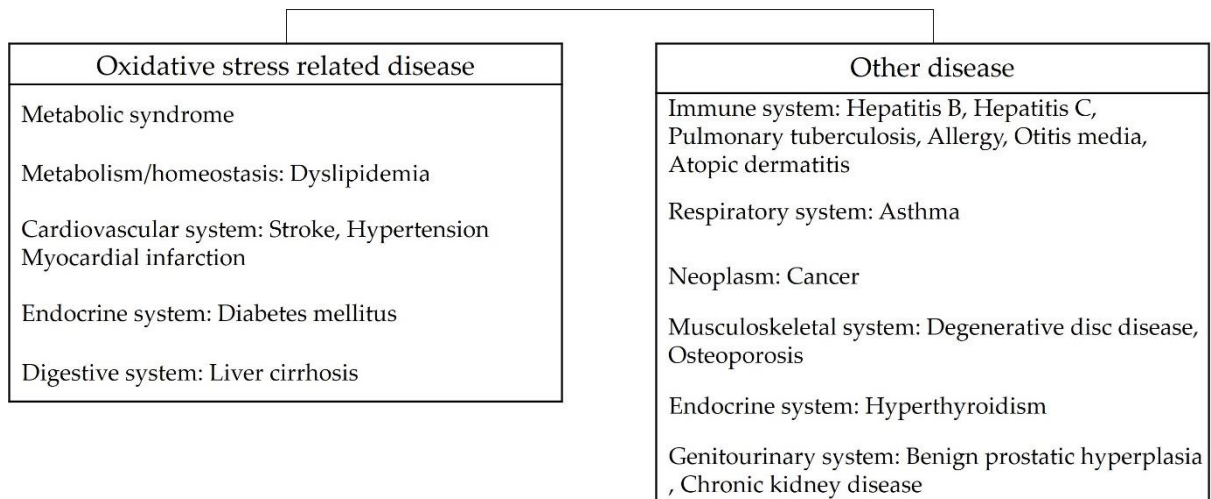 Oxidative stress related disease
Metabolic syndrome
Metabolism/homeostasis: Dyslipidemia
Cardiovascular system: Stroke, Hypertension
Myocardial infarction
Endocrine system: Diabetes mellitus
Digestive system: Liver cirrhosis
Other disease
Immune system: Hepatitis B, Hepatitis C,
Pulmonary tuberculosis, Allergy, Otitis media,
Atopic dermatitis
Respiratory system: Asthma
Neoplasm: Cancer
Musculoskeletal system: Degenerative disc disease,
Osteoporosis
Endocrine system: Hyperthyroidism
Genitourinary system: Benign prostatic hyperplasia
, Chronic kidney disease